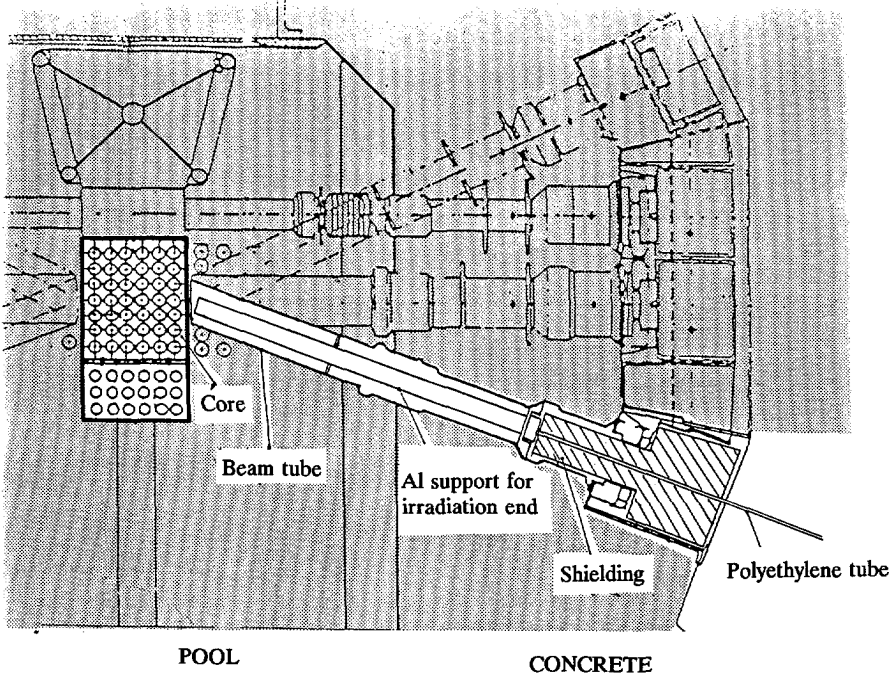 Core
Beam tube
Al support for
irradiation end
Shielding
Polyethylene tube
POOL
CONCRETE